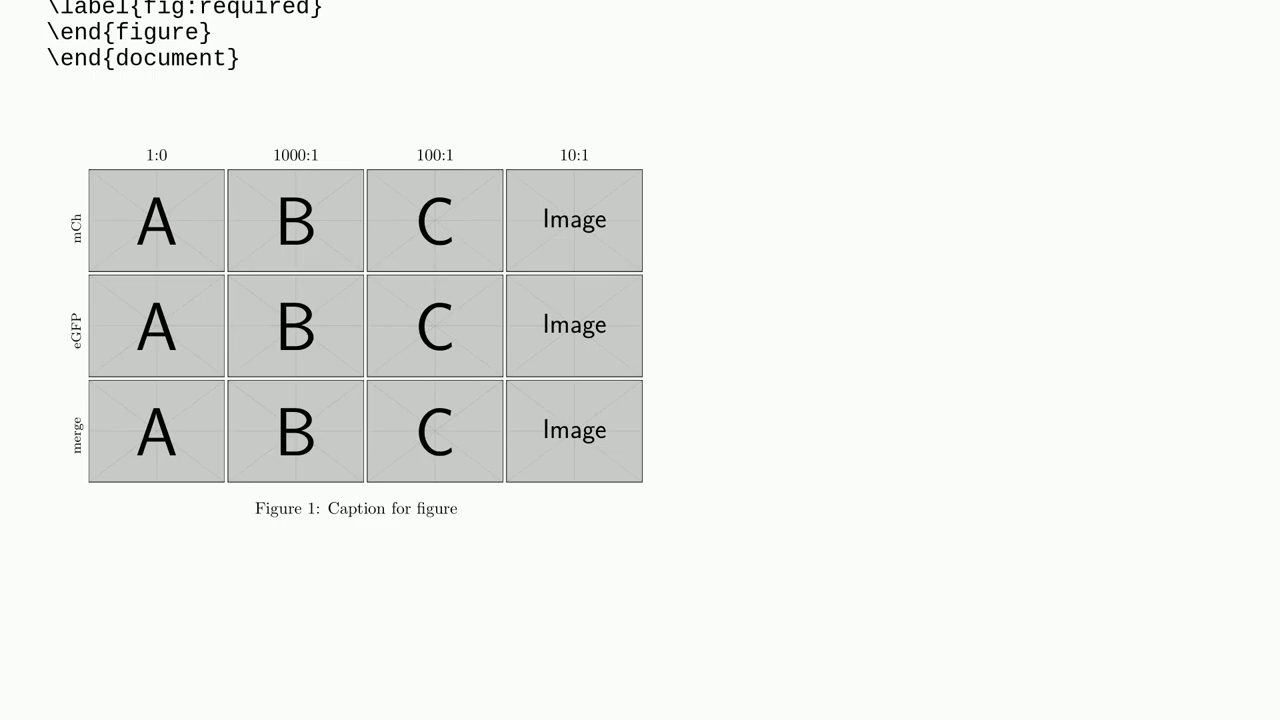 \label{fig:required}
\end{figure}
\end{document}
1:0 1000:1 100:1 10:1
mCh A B C Image
eGFP A B C Image
merge A B C Image
Figure 1: Caption for figure